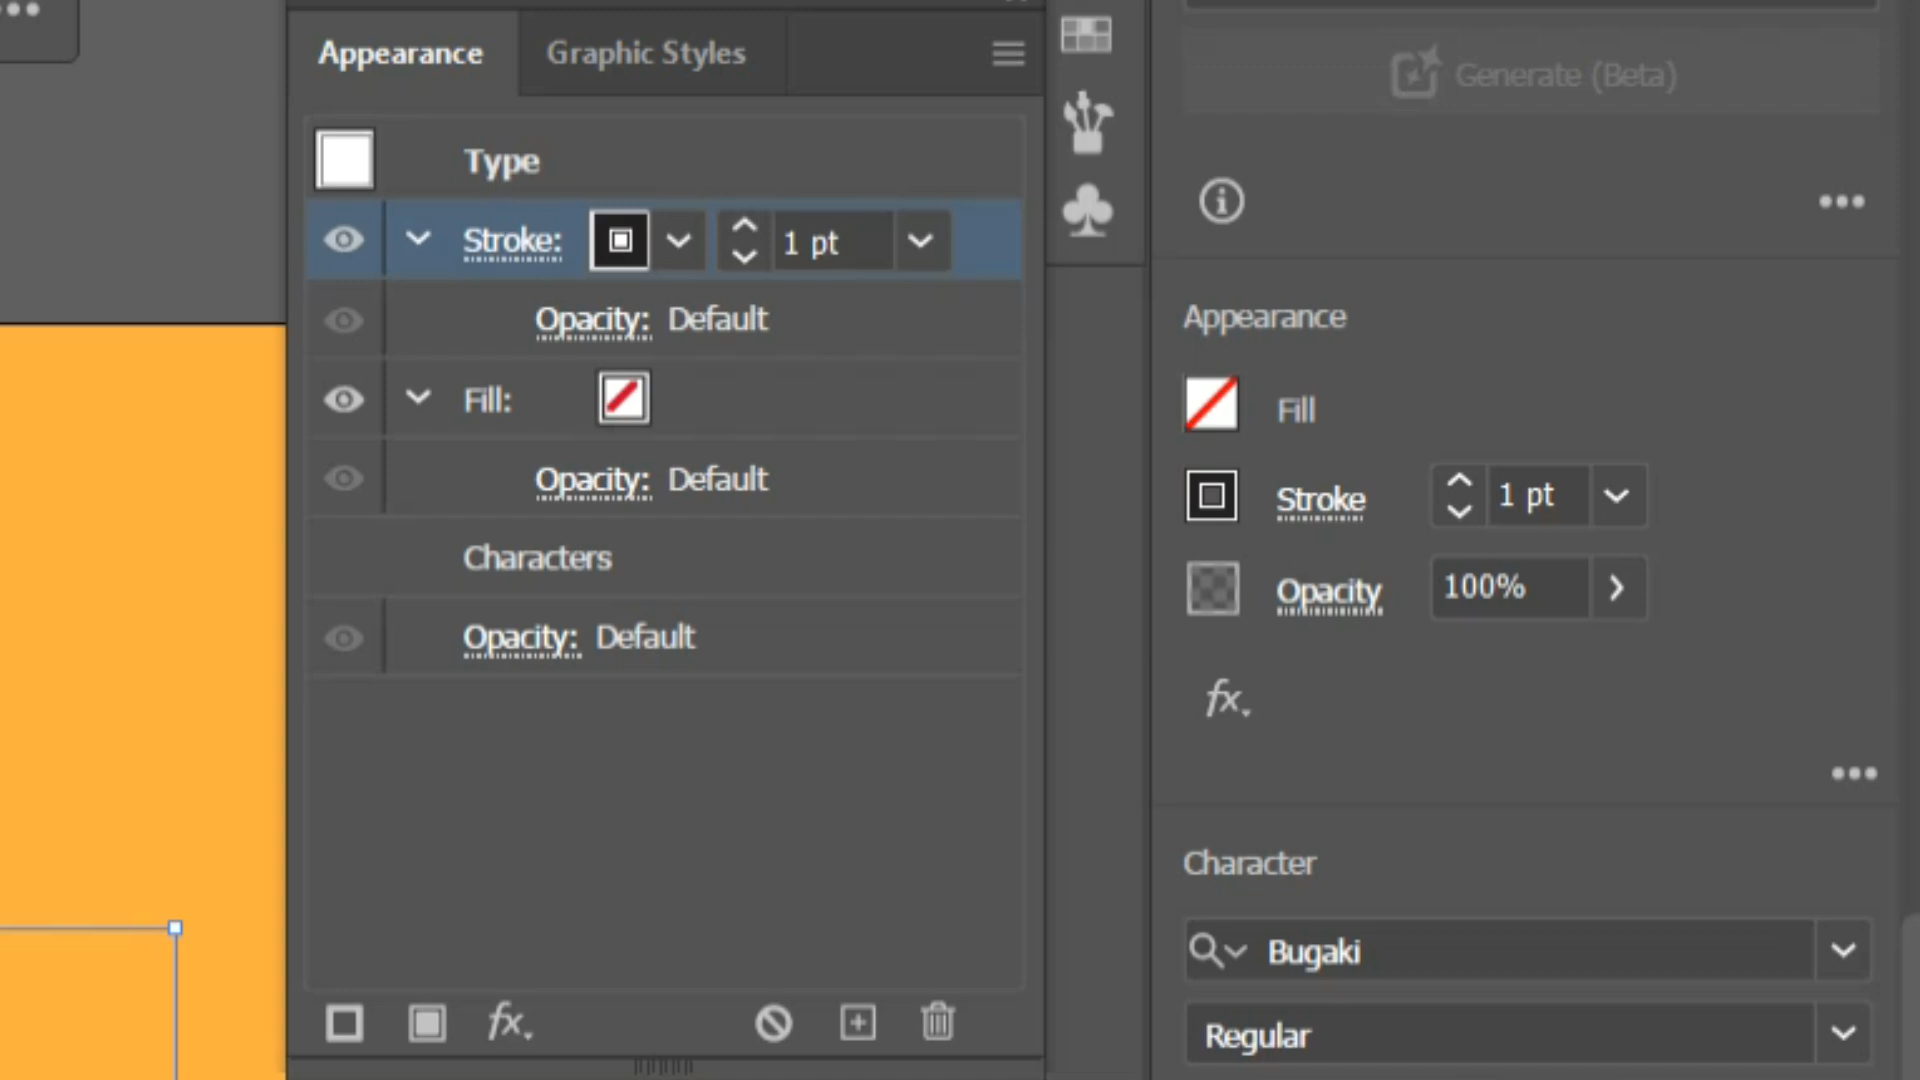 Appearance
Graphic Styles
Type
Stroke:
1 pt
Opacity: Default
Fill:
Opacity: Default
Characters
Opacity: Default
fx
Generate (Beta)
Appearance
Fill
Stroke
1 pt
Opacity
100%
fx
Character
Bugaki
Regular